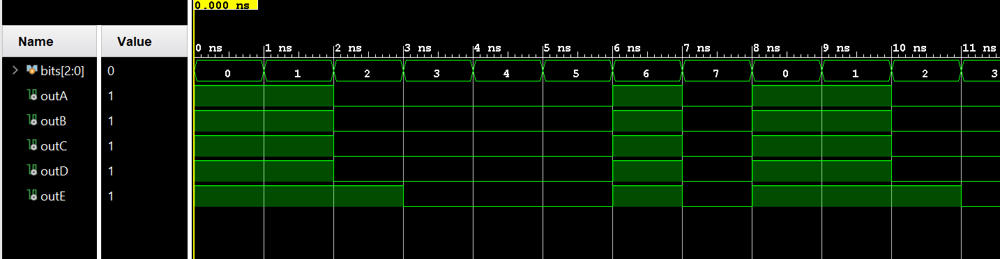 0.000 ns
Name Value
0 ns 1 ns 2 ns 3 ns 4 ns 5 ns 6 ns 7 ns 8 ns 9 ns 10 ns 11 ns
bits[2:0] 0 0 1 2 3 4 5 6 7 0 1 2 3
outA 1
outB 1
outC 1
outD 1
outE 1